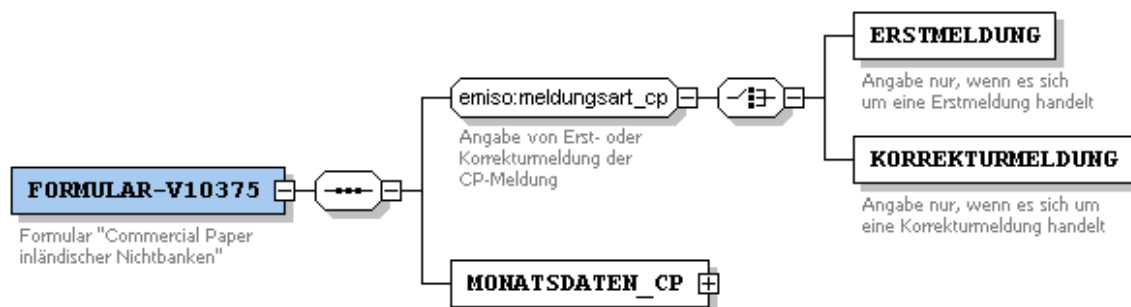 ERSTMELDUNG
Angabe nur, wenn es sich
um eine Erstmeldung handelt
emiso:meldungsart_cp
Angabe von Erst- oder
Korrekturmeldung der
CP-Meldung
KORREKTURMELDUNG
Angabe nur, wenn es sich um
eine Korrekturmeldung handelt
FORMULAR-V10375
Formular "Commercial Paper
inländischer Nichtbanken"
MONATSDATEN_CP